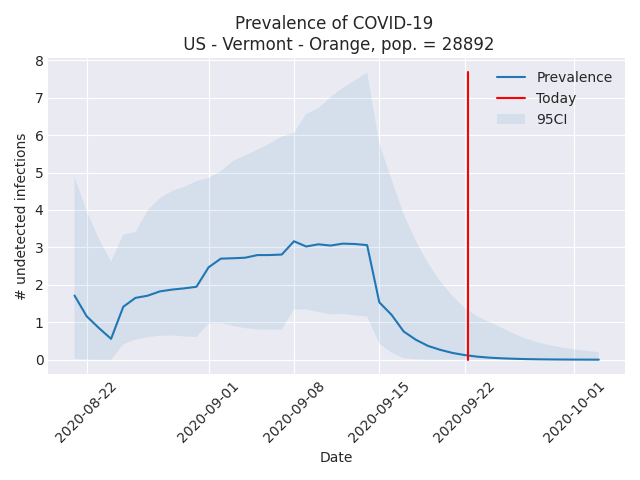 Prevalence of COVID-19
US - Vermont - Orange, pop. = 28892
8
7
6
5
4
3
2
1
0
# undetected infections
Prevalence
Today
95CI
2020-08-22
2020-09-01
2020-09-08
2020-09-15
2020-09-22
2020-10-01
Date